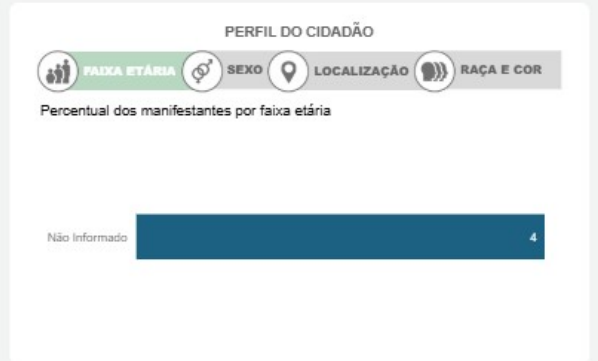 PERFIL DO CIDADÃO
FAIXA ETÁRIA SEXO LOCALIZAÇÃO RAÇA E COR
Percentual dos manifestantes por faixa etária
Não Informado 4